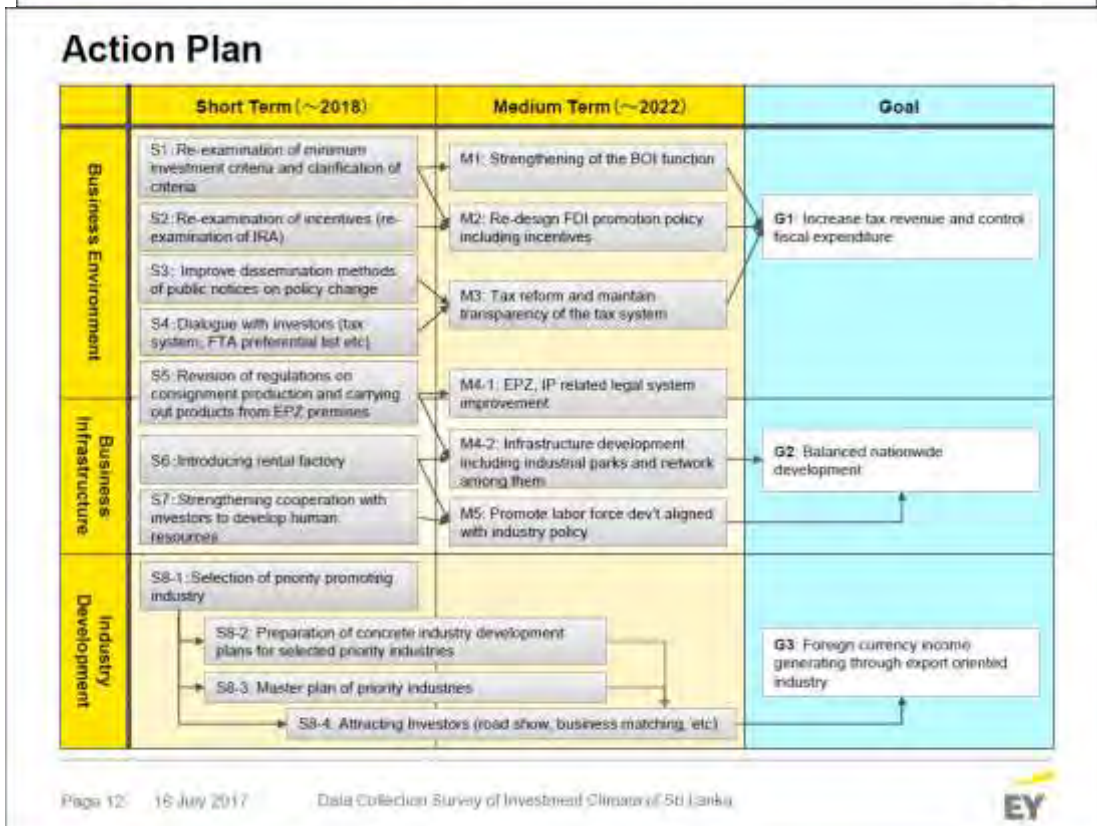 Action Plan
Short Term (~2018)
Medium Term (~2022)
Goal
Business Environment
S1: Re-examination of minimum
investment criteria and clarification of
criteria
S2: Re-examination of incentives (re-
examination of IRA)
S3: Improve dissemination methods
of public notices on policy change
S4: Dialogue with investors (tax
system, FTA preferential list etc)
S5: Revision of regulations on
consignment production and carrying
out products from EPZ premises
M1: Strengthening of the BOI function
M2: Re-design FDI promotion policy
including incentives
M3: Tax reform and maintain
transparency of the tax system
M4-1: EPZ, IP related legal system
improvement
G1: Increase tax revenue and control
fiscal expenditure
Business
Infrastructure
S6: Introducing rental factory
S7: Strengthening cooperation with
investors to develop human
resources
M4-2: Infrastructure development
including industrial parks and network
among them
M5: Promote labor force dev't aligned
with industry policy
G2: Balanced nationwide
development
Industry
Development
S8-1: Selection of priority promoting
industry
S8-2: Preparation of concrete industry development
plans for selected priority industries
S8-3: Master plan of priority industries
S8-4: Attracting Investors (road show, business matching, etc)
G3: Foreign currency income
generating through export oriented
industry
Page 12 16 July 2017 Data Collection Survey of Investment Climate of Sri Lanka
EY